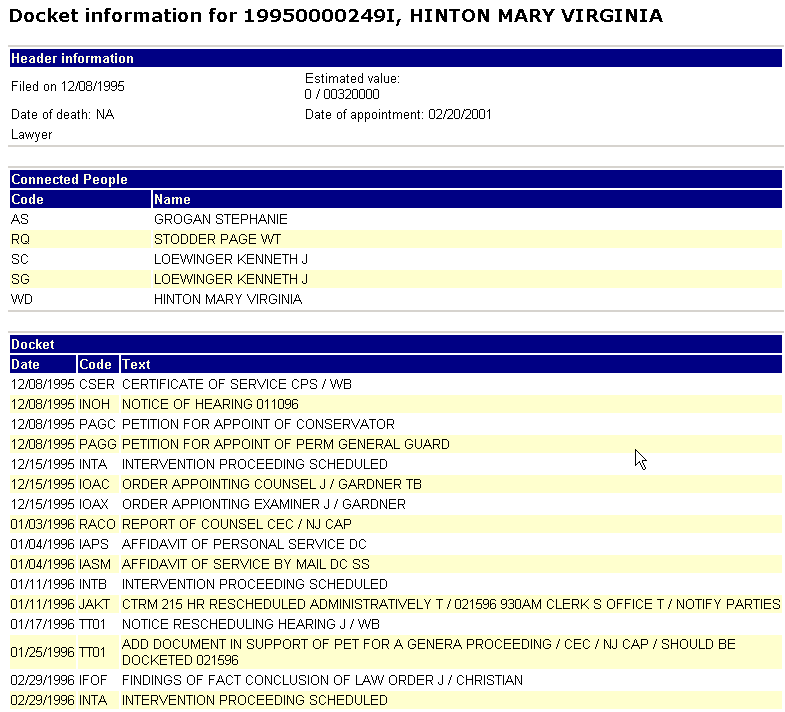 Docket information for 19950000249I, HINTON MARY VIRGINIA
Header information
Filed on 12/08/1995 Estimated value:
0 / 00320000
Date of death: NA Date of appointment: 02/20/2001
Lawyer
Connected People
Code Name
AS GROGAN STEPHANIE
RQ STODDER PAGE WT
SC LOEWINGER KENNETH J
SG LOEWINGER KENNETH J
WD HINTON MARY VIRGINIA
Docket
Date Code Text
12/08/1995 CSER CERTIFICATE OF SERVICE CPS / WB
12/08/1995 INOH NOTICE OF HEARING 011096
12/08/1995 PAGC PETITION FOR APPOINT OF CONSERVATOR
12/08/1995 PAGG PETITION FOR APPOINT OF PERM GENERAL GUARD
12/15/1995 INTA INTERVENTION PROCEEDING SCHEDULED
12/15/1995 IOAC ORDER APPOINTING COUNSEL J / GARDNER TB
12/15/1995 IOAX ORDER APPIONTING EXAMINER J / GARDNER
01/03/1996 RACO REPORT OF COUNSEL CEC / NJ CAP
01/04/1996 IAPS AFFIDAVIT OF PERSONAL SERVICE DC
01/04/1996 IASM AFFIDAVIT OF SERVICE BY MAIL DC SS
01/11/1996 INTB INTERVENTION PROCEEDING SCHEDULED
01/11/1996 JAKT CTRM 215 HR RESCHEDULED ADMINISTRATIVELY T / 021596 930AM CLERK S OFFICE T / NOTIFY PARTIES
01/17/1996 TT01 NOTICE RESCHEDULING HEARING J / WB
01/25/1996 TT01 ADD DOCUMENT IN SUPPORT OF PET FOR A GENERA PROCEEDING / CEC / NJ CAP / SHOULD BE
DOCKETED 021596
02/29/1996 IFOF FINDINGS OF FACT CONCLUSION OF LAW ORDER J / CHRISTIAN
02/29/1996 INTA INTERVENTION PROCEEDING SCHEDULED